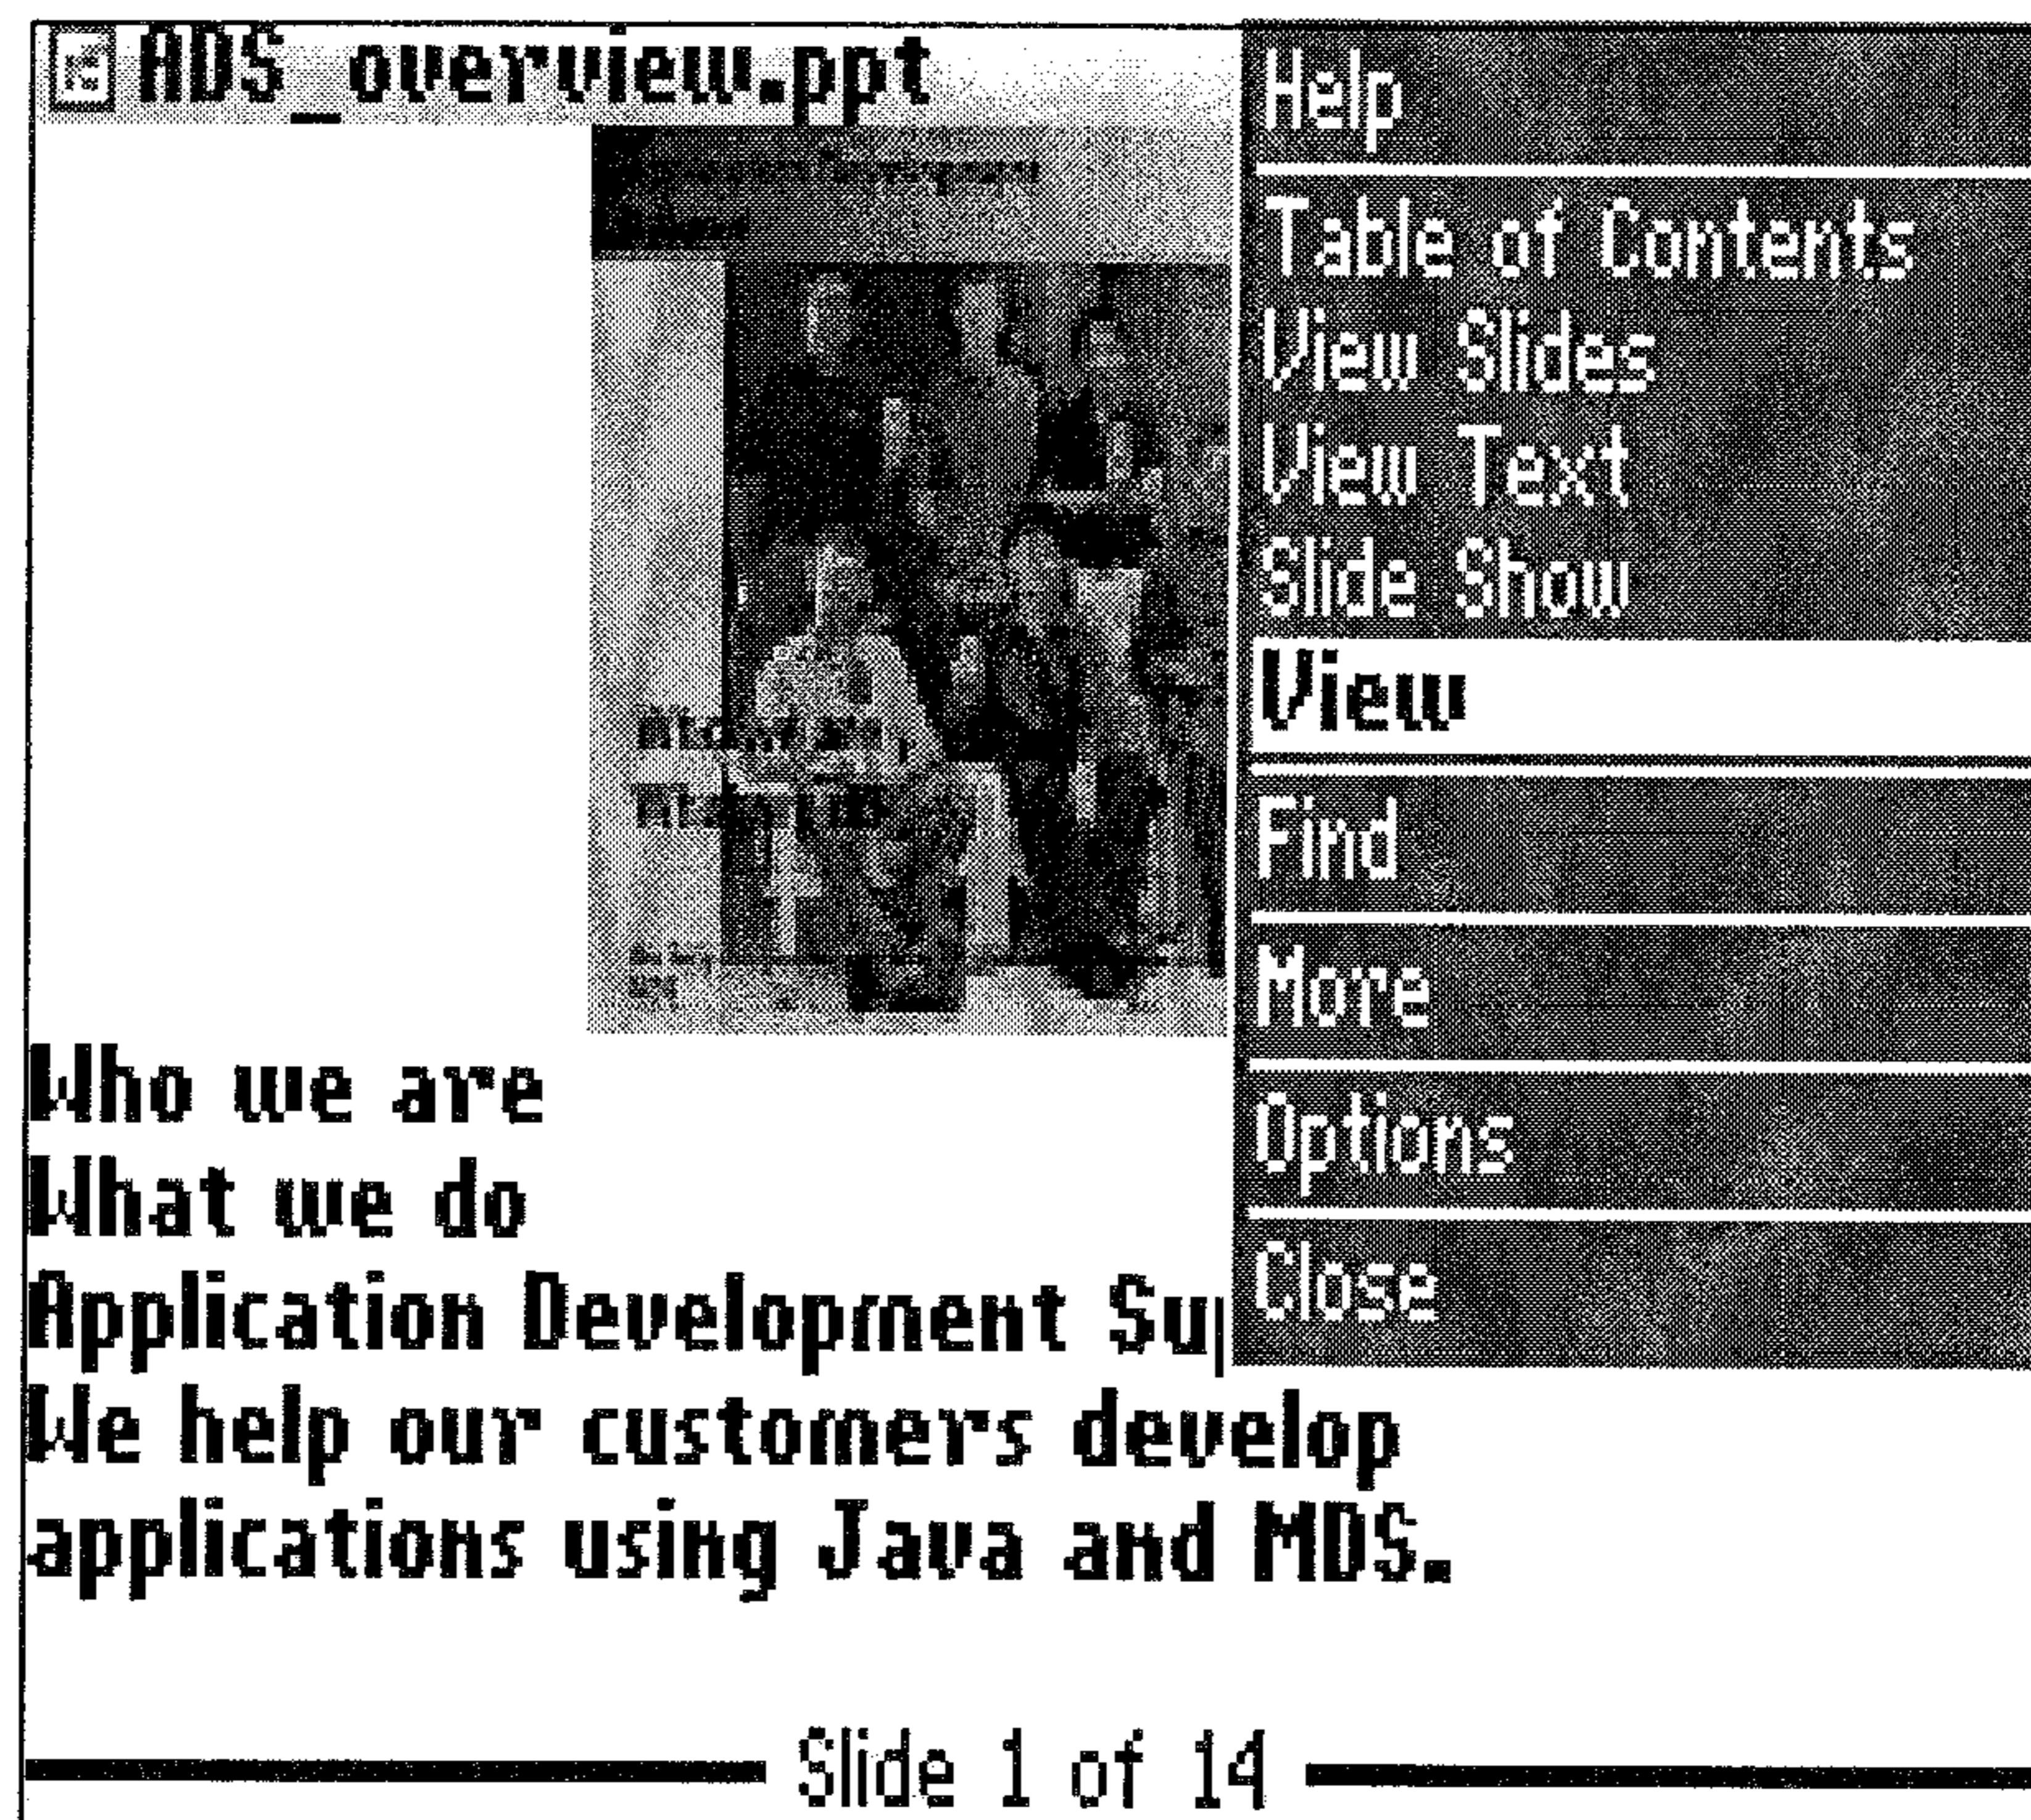 ADS_overview.ppt
Help
Table of Contents
View Slides
View Text
Slide Show
View
Find
More
Options
Close
Who we are
What we do
Application Development Sup
We help our customers develop
applications using Java and MDS.
Slide 1 of 14